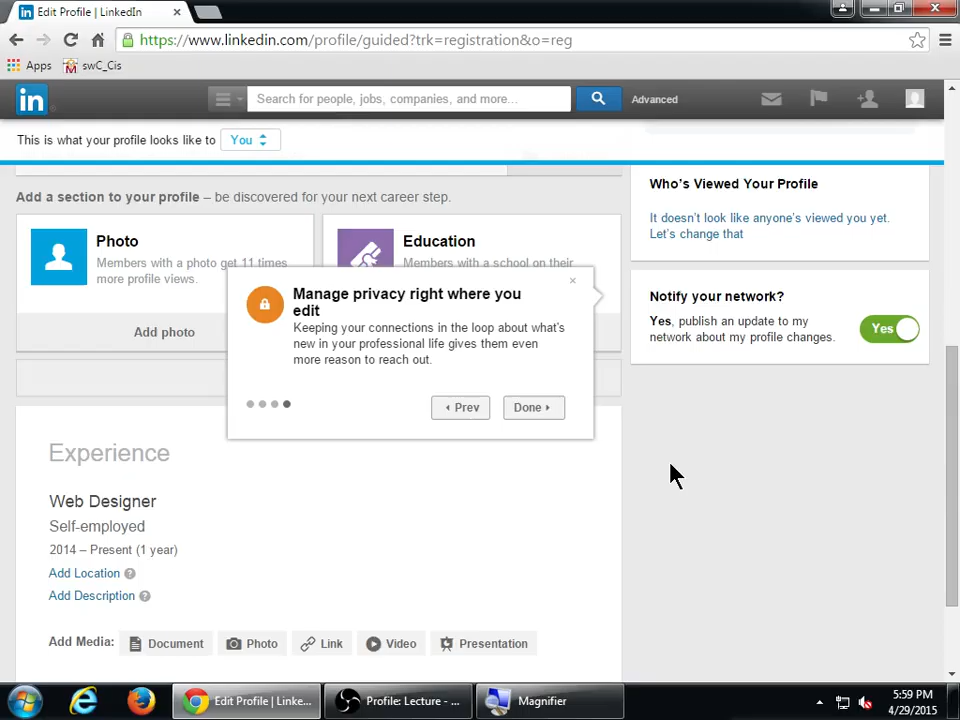 Edit Profile | LinkedIn
https://www.linkedin.com/profile/guided?trk=registration&o=reg
Apps swC_Cis
in Search for people, jobs, companies, and more... Advanced
This is what your profile looks like to You
Add a section to your profile – be discovered for your next career step.
Photo
Members with a photo get 11 times
more profile views.
Add photo
Education
Members with a school on their
Who's Viewed Your Profile
It doesn't look like anyone's viewed you yet.
Let's change that
Notify your network?
Yes, publish an update to my
network about my profile changes.
Yes
Manage privacy right where you
edit
Keeping your connections in the loop about what's
new in your professional life gives them even
more reason to reach out.
Prev Done
Experience
Web Designer
Self-employed
2014 – Present (1 year)
Add Location ?
Add Description ?
Add Media: Document Photo Link Video Presentation
Edit Profile | Linke... Profile: Lecture - ... Magnifier
5:59 PM
4/29/2015